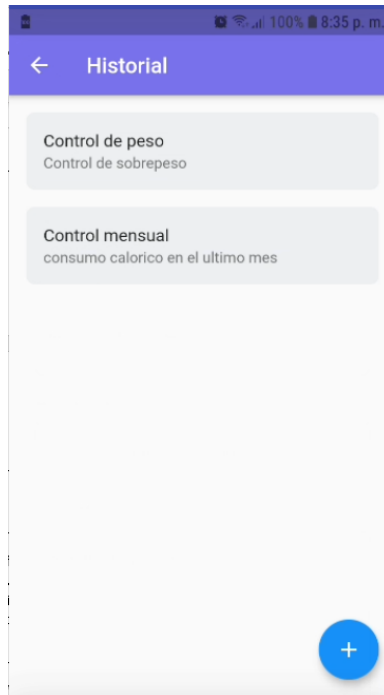 100% 8:35 p. m.
Historial
Control de peso
Control de sobrepeso
Control mensual
consumo calorico en el ultimo mes
+